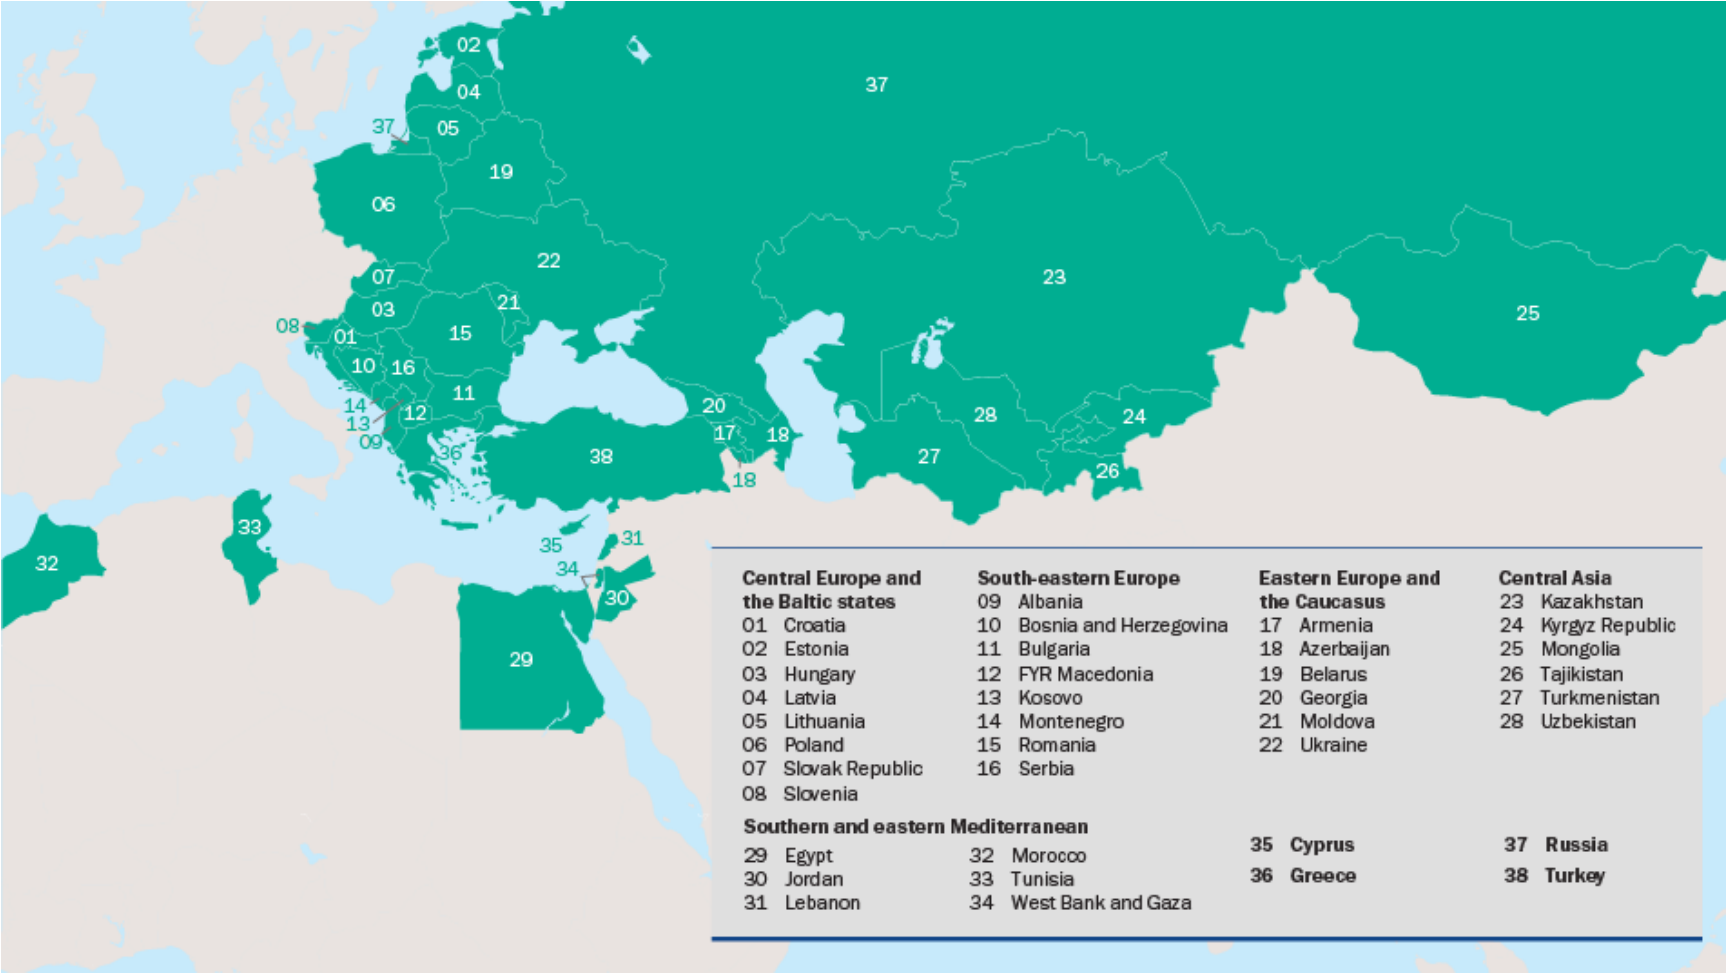 02
37
04
37
05
19
06
22
07
23
21
03
25
08
01
15
10
16
11
14
20
28
24
12
13
17
18
09
36
38
27
26
18
33
31
35
32
34
30
29
Central Europe and
the Baltic states
01 Croatia
02 Estonia
03 Hungary
04 Latvia
05 Lithuania
06 Poland
07 Slovak Republic
08 Slovenia
South-eastern Europe
09 Albania
10 Bosnia and Herzegovina
11 Bulgaria
12 FYR Macedonia
13 Kosovo
14 Montenegro
15 Romania
16 Serbia
Eastern Europe and
the Caucasus
17 Armenia
18 Azerbaijan
19 Belarus
20 Georgia
21 Moldova
22 Ukraine
Central Asia
23 Kazakhstan
24 Kyrgyz Republic
25 Mongolia
26 Tajikistan
27 Turkmenistan
28 Uzbekistan
Southern and eastern Mediterranean
29 Egypt
30 Jordan
31 Lebanon
32 Morocco
33 Tunisia
34 West Bank and Gaza
35 Cyprus
36 Greece
37 Russia
38 Turkey